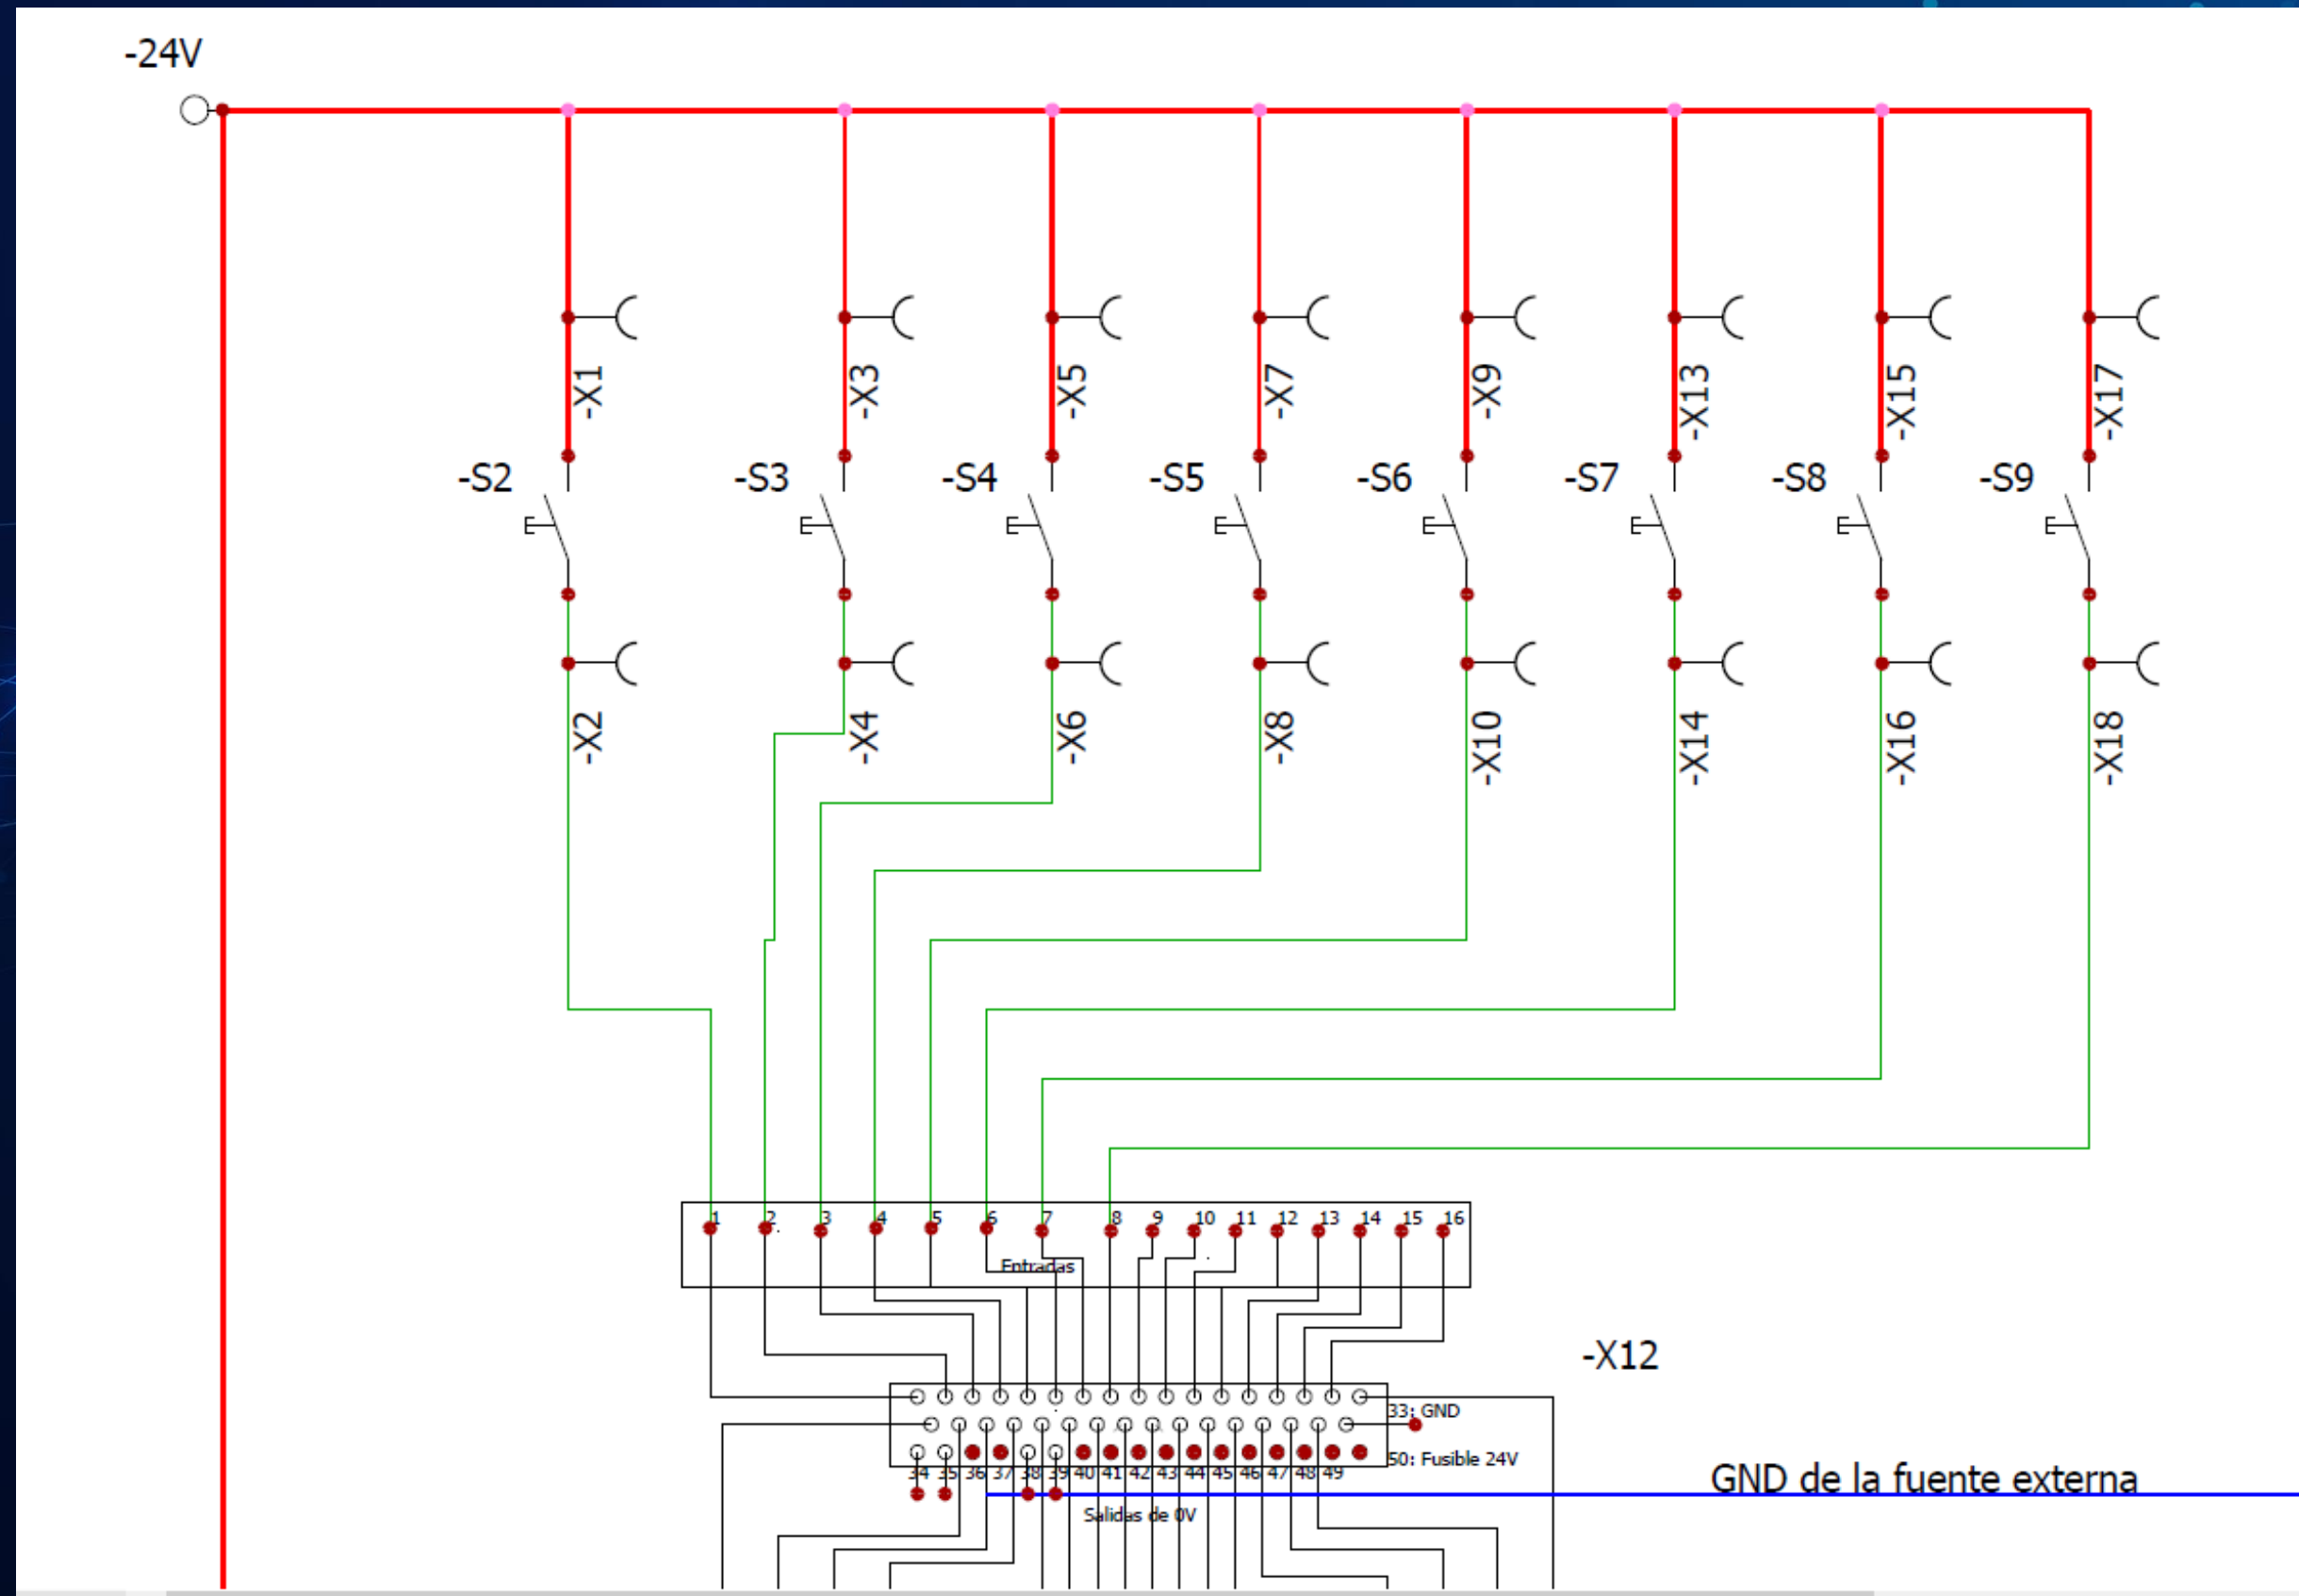 -24V
-X1
-X3
-X5
-X7
-X9
-X13
-X15
-X17
-S2
-S3
-S4
-S5
-S6
-S7
-S8
-S9
-X2
-X4
-X6
-X8
-X10
-X14
-X16
-X18
1 2 3 4 5 6 7 8 9 10 11 12 13 14 15 16
Entradas
-X12
33: GND
50: Fusible 24V
34 35 36 37 38 39 40 41 42 43 44 45 46 47 48 49
GND de la fuente externa
Salidas de 0V